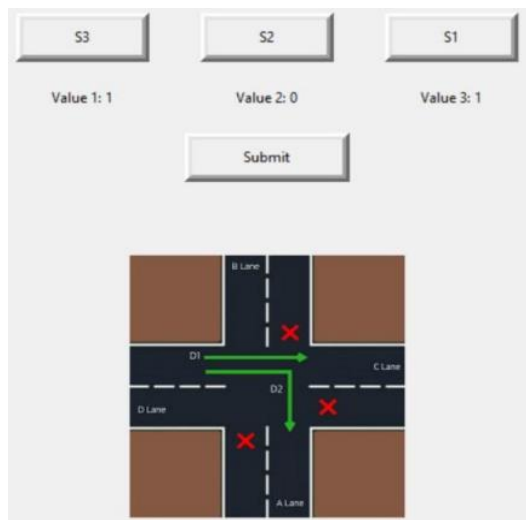 S3 S2 S1
Value 1: 1 Value 2: 0 Value 3: 1
Submit
B Lane
D1
C Lane
D2
D Lane
A Lane